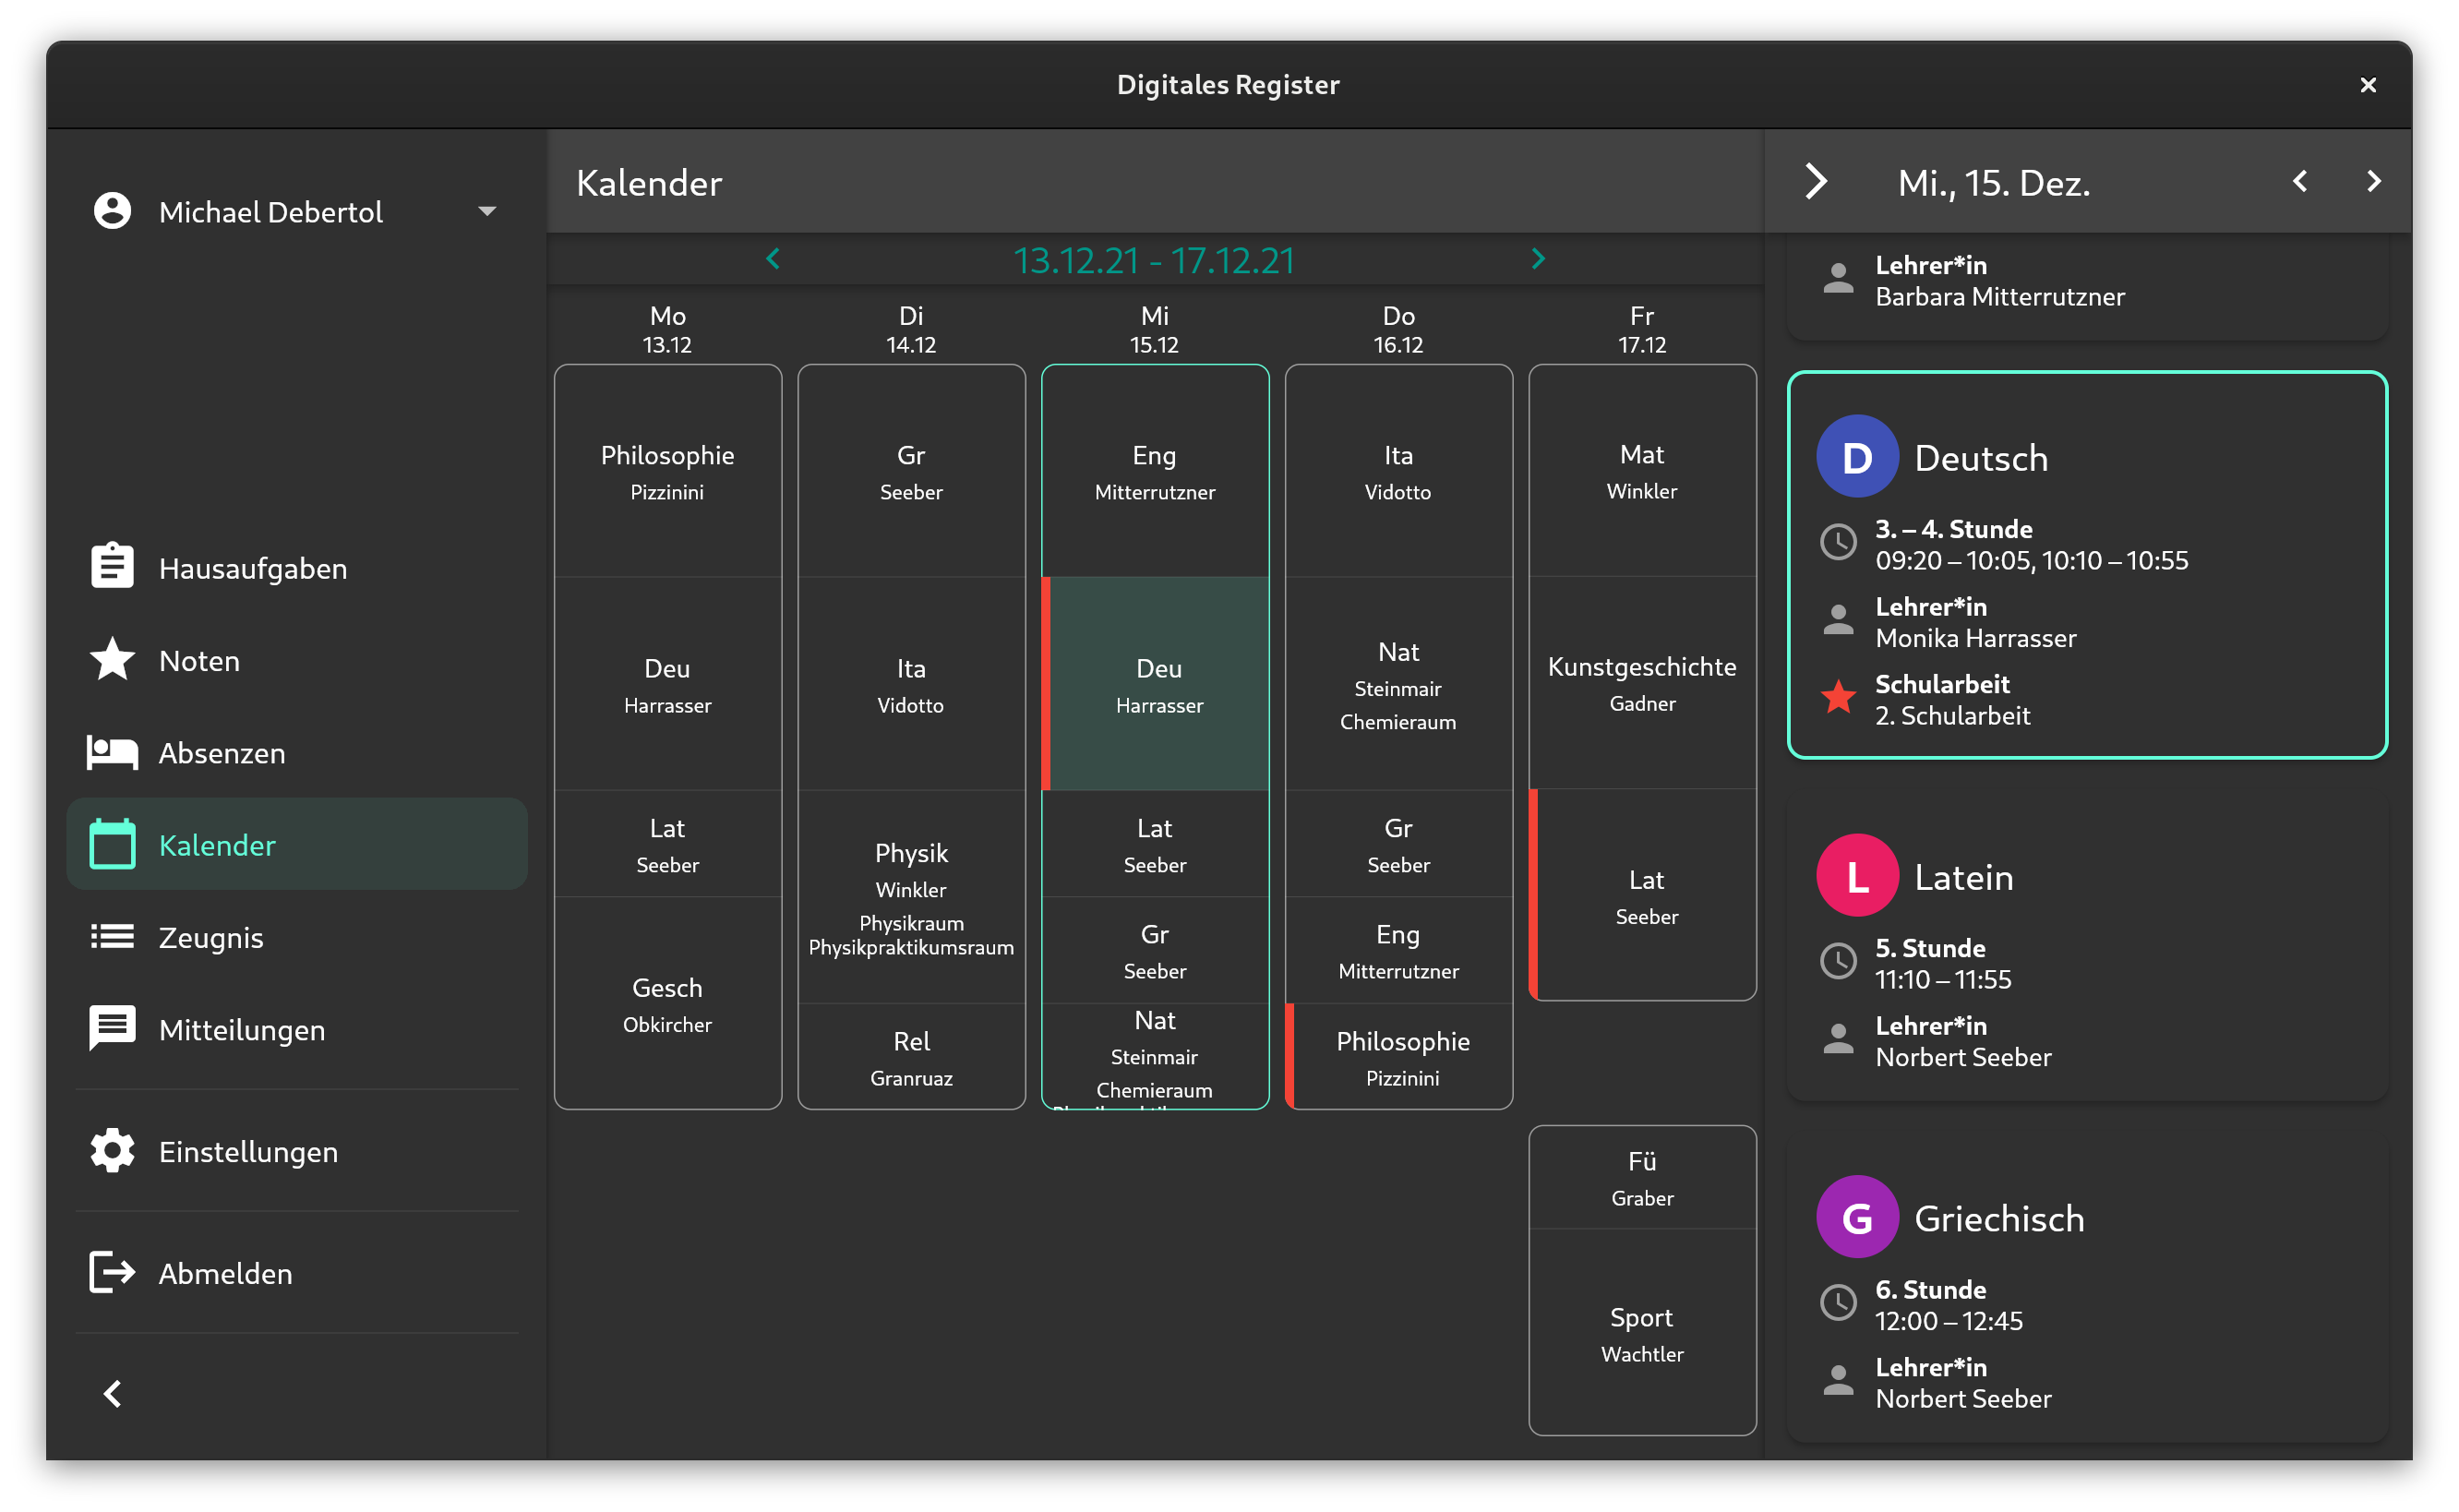 Digitales Register
Michael Debertol
Hausaufgaben
Noten
Absenzen
Kalender
Zeugnis
Mitteilungen
Einstellungen
Abmelden
Kalender
13.12.21 - 17.12.21
Mo
13.12
Philosophie
Pizzinini
Deu
Harrasser
Lat
Seeber
Gesch
Obkircher
Di
14.12
Gr
Seeber
Ita
Vidotto
Physik
Winkler
Physikraum
Physikpraktikumsraum
Rel
Granruaz
Mi
15.12
Eng
Mitterrutzner
Deu
Harrasser
Lat
Seeber
Gr
Seeber
Nat
Steinmair
Chemieraum
Do
16.12
Ita
Vidotto
Nat
Steinmair
Chemieraum
Gr
Seeber
Eng
Mitterrutzner
Philosophie
Pizzinini
Fr
17.12
Mat
Winkler
Kunstgeschichte
Gadner
Lat
Seeber
Fü
Graber
Sport
Wachtler
Mi., 15. Dez.
Lehrer*in
Barbara Mitterrutzner
D Deutsch
3. – 4. Stunde
09:20 – 10:05, 10:10 – 10:55
Lehrer*in
Monika Harrasser
Schularbeit
2. Schularbeit
L Latein
5. Stunde
11:10 – 11:55
Lehrer*in
Norbert Seeber
G Griechisch
6. Stunde
12:00 – 12:45
Lehrer*in
Norbert Seeber